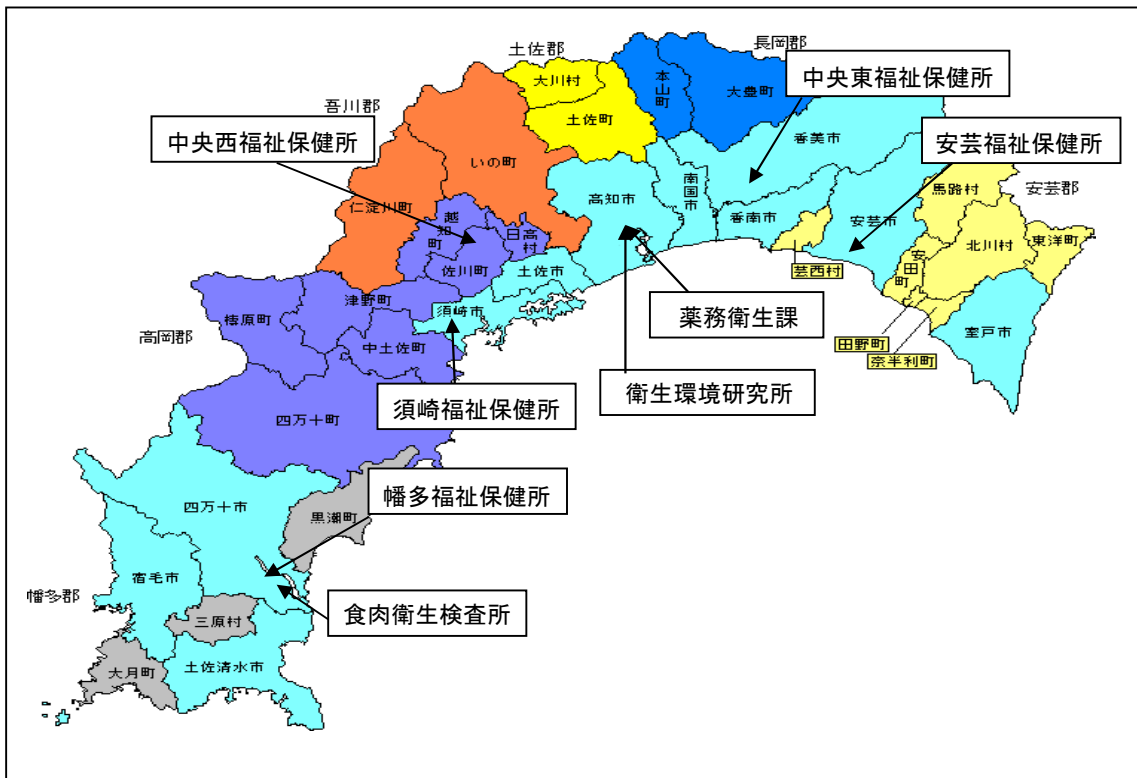 土佐郡
長岡郡
大川村
本山町
大豊町
中央東福祉保健所
吾川郡
土佐町
香美市
中央西福祉保健所
いの町
安芸福祉保健所
南国市
高知市
馬路村
安芸郡
仁淀川町
越知町
日高村
香南市
安芸市
北川村
東洋町
佐川町
土佐市
安田町
芸西村
津野町
須崎市
薬務衛生課
梼原町
高岡郡
中土佐町
田野町
室戸市
奈半利町
衛生環境研究所
須崎福祉保健所
四万十町
幡多福祉保健所
四万十市
黒潮町
宿毛市
幡多郡
食肉衛生検査所
三原村
大月町
土佐清水市